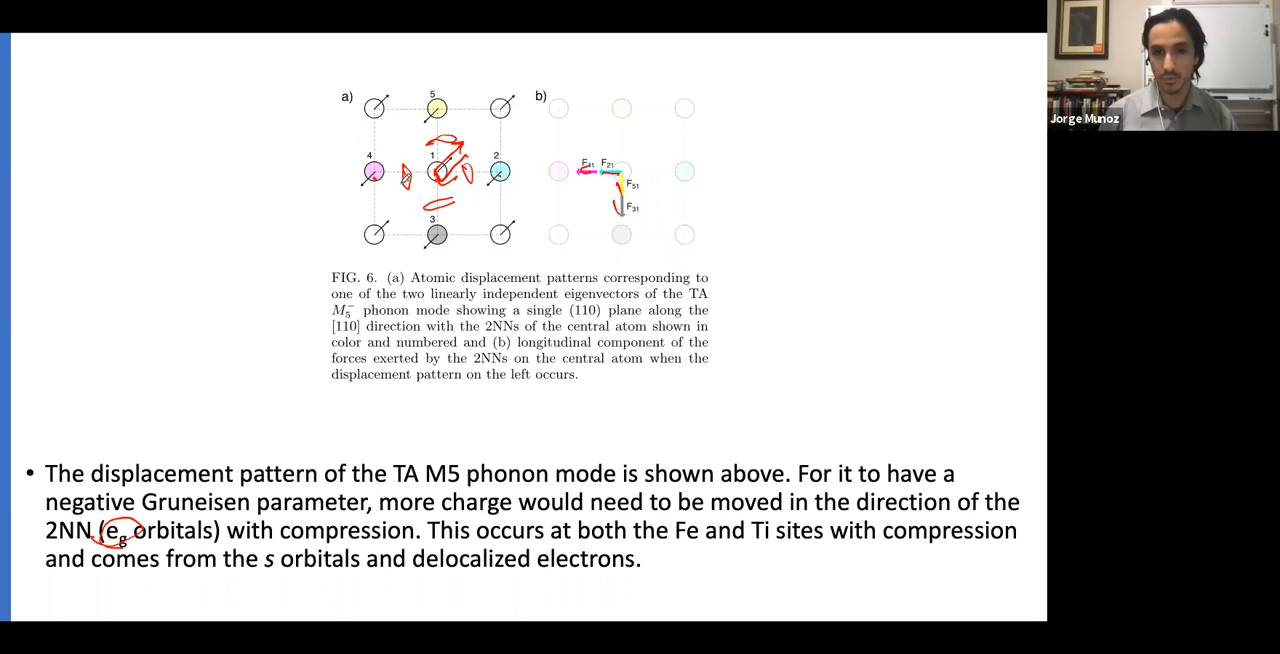 a)
5
b)
4
1
2
F41
F21
F51
F31
3
FIG. 6. (a) Atomic displacement patterns corresponding to
one of the two linearly independent eigenvectors of the TA
M5− phonon mode showing a single (110) plane along the
[110] direction with the 2NNs of the central atom shown in
color and numbered and (b) longitudinal component of the
forces exerted by the 2NNs on the central atom when the
displacement pattern on the left occurs.
• The displacement pattern of the TA M5 phonon mode is shown above. For it to have a
negative Gruneisen parameter, more charge would need to be moved in the direction of the
2NN (eg orbitals) with compression. This occurs at both the Fe and Ti sites with compression
and comes from the s orbitals and delocalized electrons.
Jorge Munoz